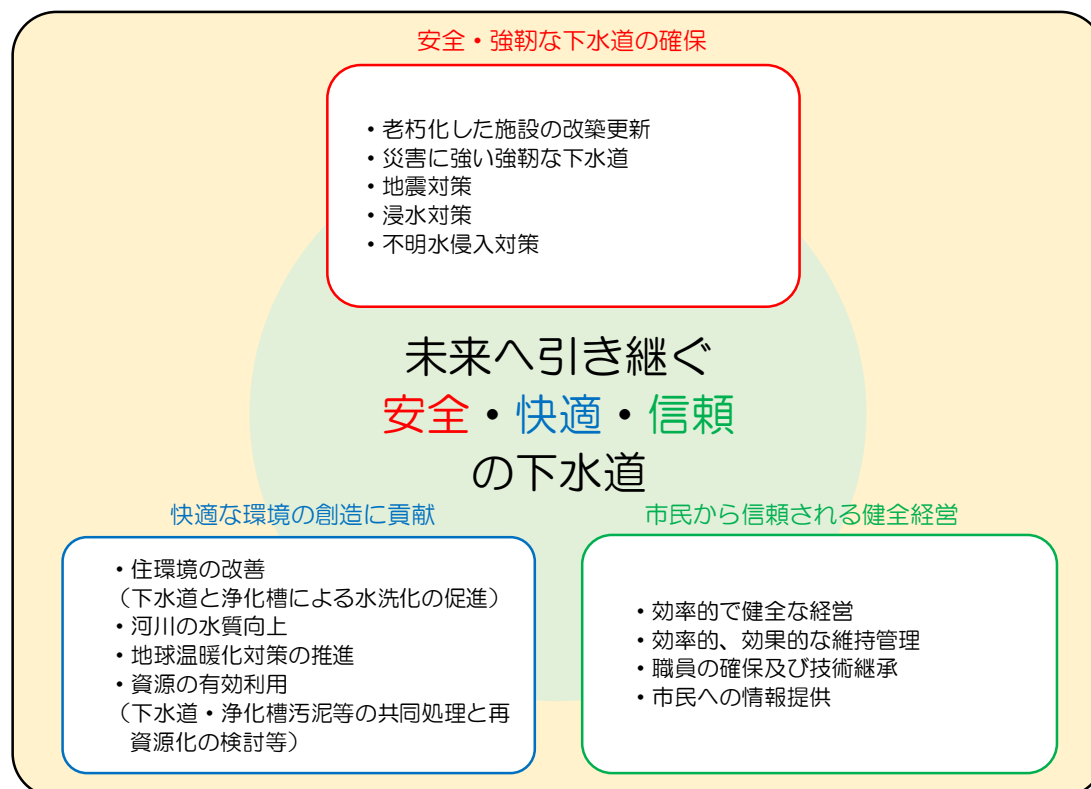 安全・強靭な下水道の確保
・老朽化した施設の改築更新
・災害に強い強靭な下水道
・地震対策
・浸水対策
・不明水侵入対策
未来へ引き継ぐ
安全・快適・信頼
の下水道
快適な環境の創造に貢献
・住環境の改善
（下水道と浄化槽による水洗化の促進）
・河川の水質向上
・地球温暖化対策の推進
・資源の有効利用
（下水道・浄化槽汚泥等の共同処理と再
資源化の検討等）
市民から信頼される健全経営
・効率的で健全な経営
・効率的、効果的な維持管理
・職員の確保及び技術継承
・市民への情報提供